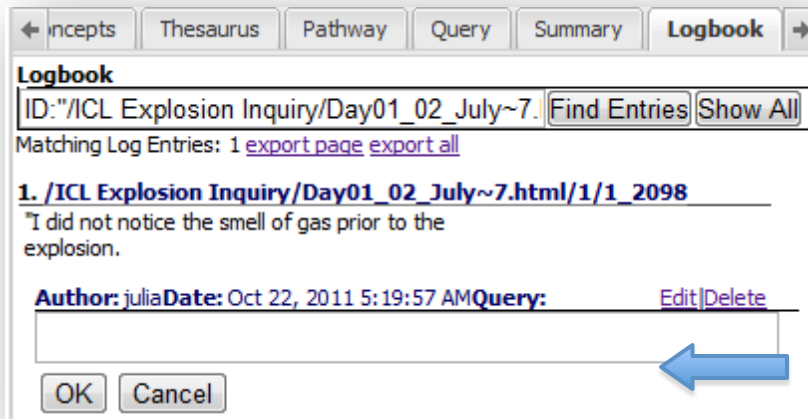 ncepts Thesaurus Pathway Query Summary Logbook
Logbook
ID:"/ICL Explosion Inquiry/Day01_02_July~7. Find Entries Show All
Matching Log Entries: 1 export page export all
1. /ICL Explosion Inquiry/Day01_02_July~7.html/1/1_2098
"I did not notice the smell of gas prior to the
explosion.
Author: juliaDate: Oct 22, 2011 5:19:57 AMQuery: Edit|Delete
OK Cancel